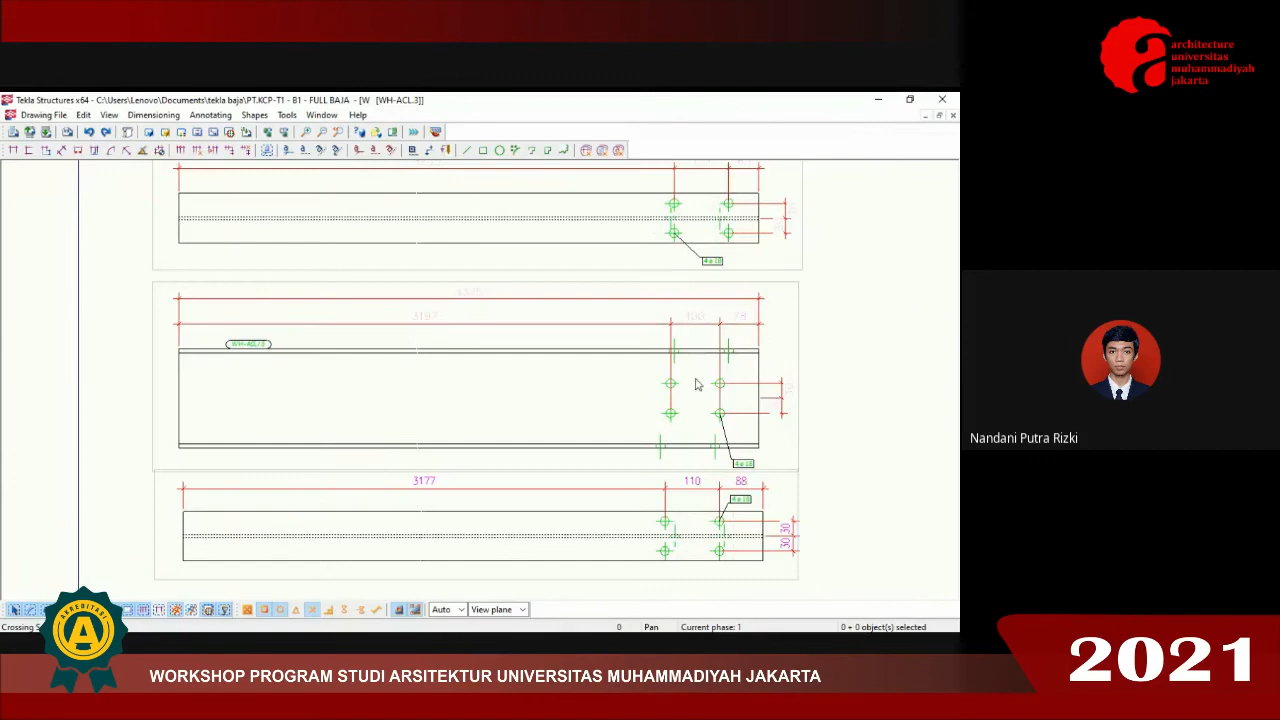 architecture
universitas
muhammadiyah
jakarta
Tekla Structures x64 - C:\Users\Lenovo\Documents\tekla baja\PT.KCP-T1 - B1 - FULL BAJA - [W [WH-ACL.3]]
Drawing File Edit View Dimensioning Annotating Shapes Tools Window Help
3197 100 78
3177 110 88
30
30
Nandani Putra Rizki
Auto View plane
0 Pan Current phase: 1 0 + 0 object(s) selected
AKREDITASI
A
WORKSHOP PROGRAM STUDI ARSITEKTUR UNIVERSITAS MUHAMMADIYAH JAKARTA
2021